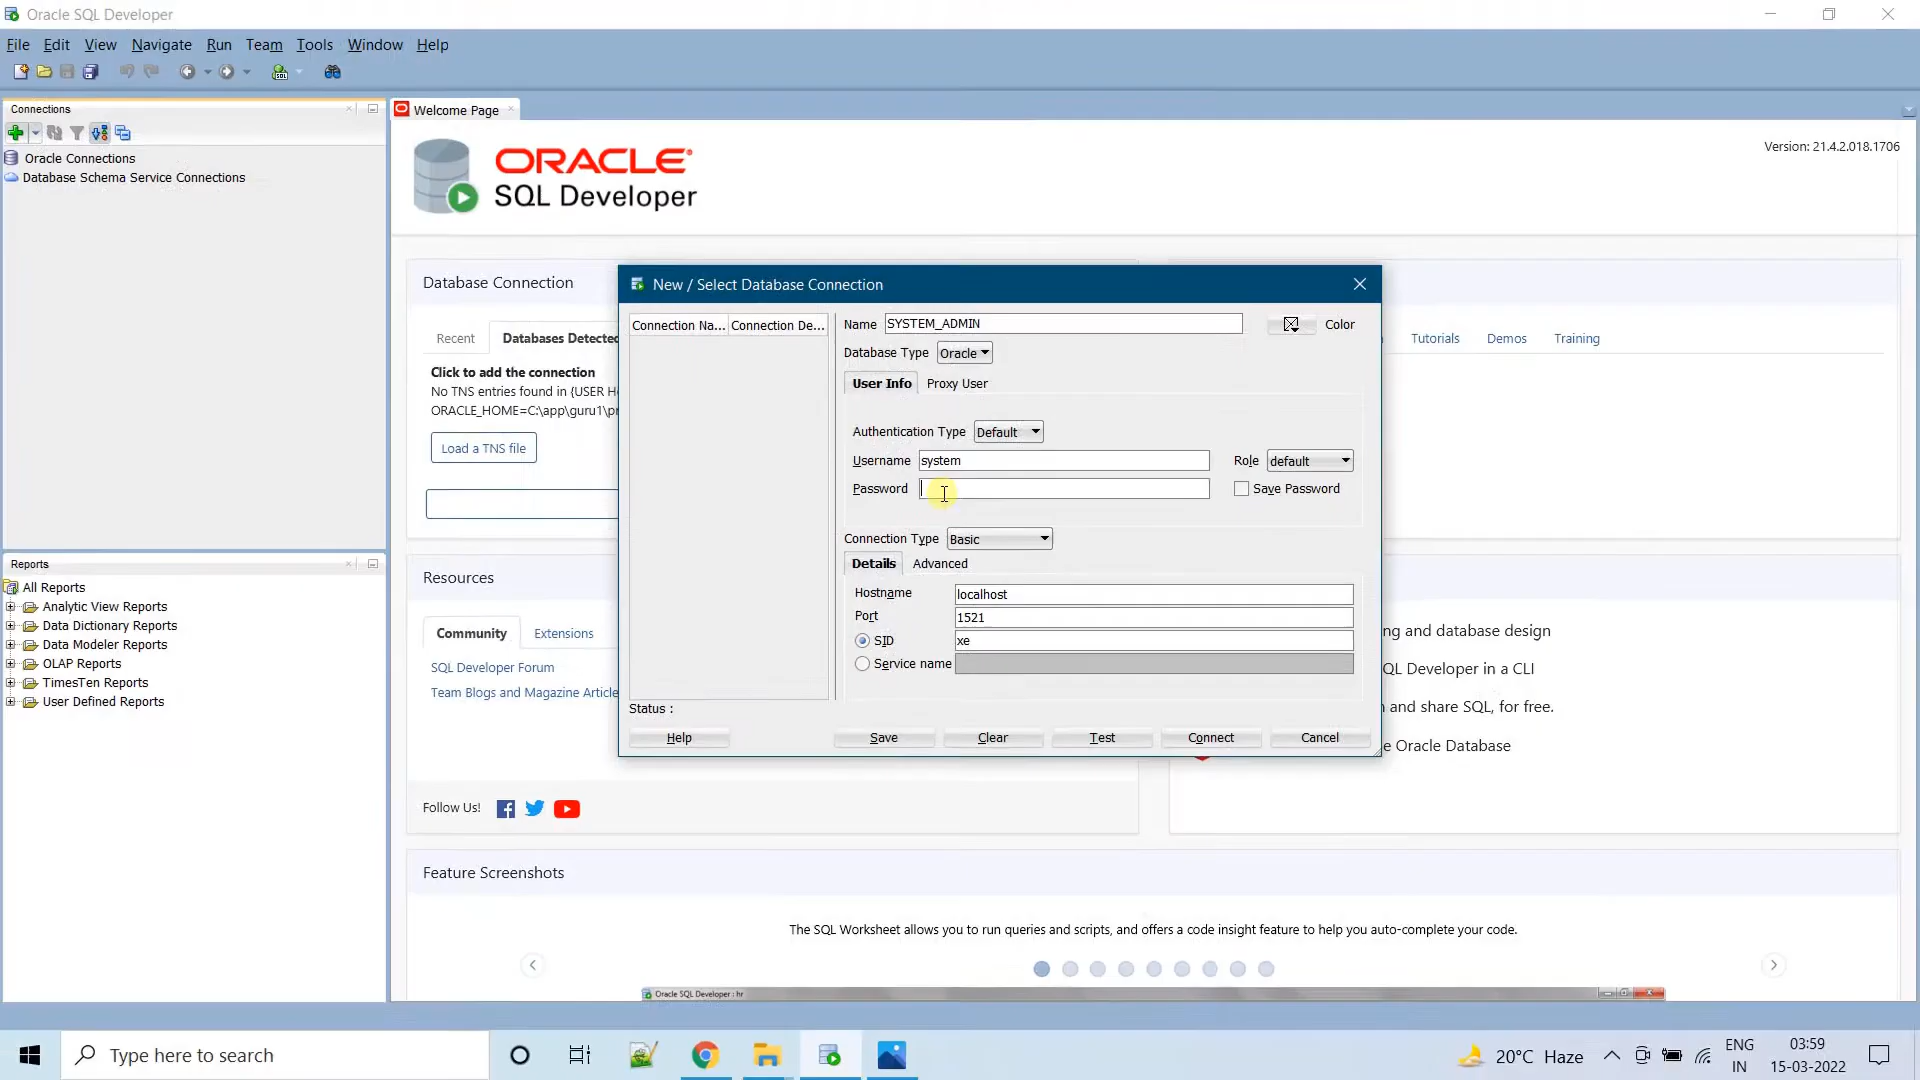 Oracle SQL Developer
File Edit View Navigate Run Team Tools Window Help
Connections
Oracle Connections
Database Schema Service Connections
Reports
All Reports
Analytic View Reports
Data Dictionary Reports
Data Modeler Reports
OLAP Reports
TimesTen Reports
User Defined Reports
Welcome Page
ORACLE
SQL Developer
Version: 21.4.2.018.1706
Database Connection
Recent Databases Detected
Click to add the connection
No TNS entries found in {USER H
ORACLE_HOME=C:\app\guru1\pr
Load a TNS file
Tutorials Demos Training
Resources
Community Extensions
SQL Developer Forum
Team Blogs and Magazine Article
ng and database design
QL Developer in a CLI
n and share SQL, for free.
e Oracle Database
Follow Us!
New / Select Database Connection
Connection Na... Connection De...
Name SYSTEM_ADMIN Color
Database Type Oracle
User Info Proxy User
Authentication Type Default
Username system Role default
Password Save Password
Connection Type Basic
Details Advanced
Hostname localhost
Port 1521
SID xe
Service name
Status :
Help Save Clear Test Connect Cancel
Feature Screenshots
The SQL Worksheet allows you to run queries and scripts, and offers a code insight feature to help you auto-complete your code.
Oracle SQL Developer : hr
Type here to search
20°C Haze
ENG
IN
03:59
15-03-2022